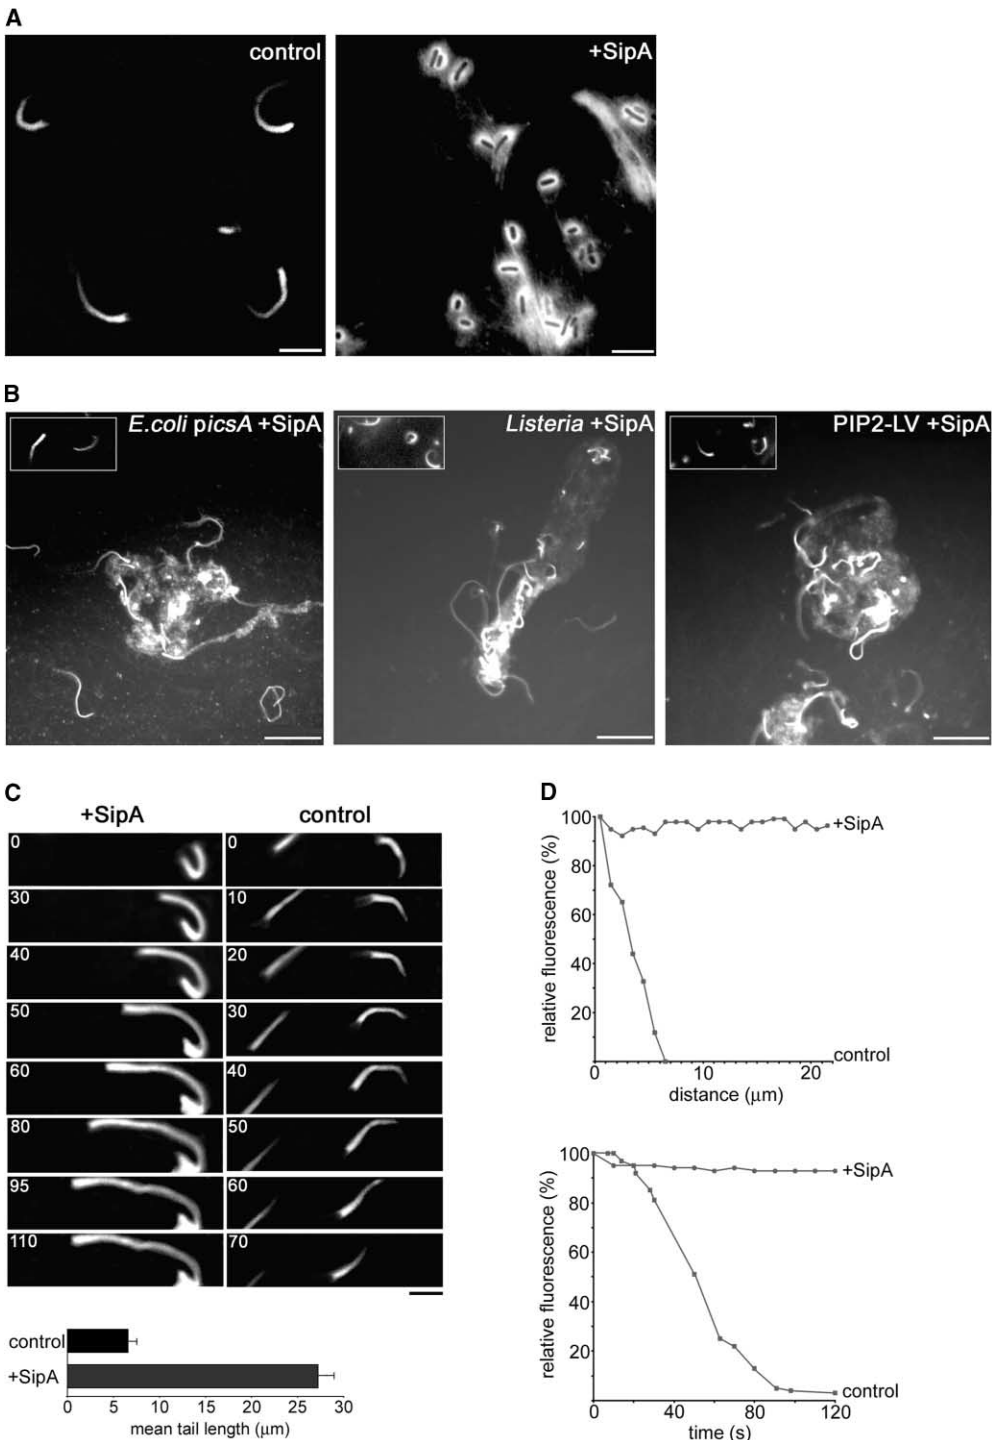 A
control
+SipA
B
E.coli picsA +SipA
Listeria +SipA
PIP2-LV +SipA
C
+SipA
control
0
0
30
10
40
20
50
30
60
40
80
50
95
60
110
70
control
+SipA
0 5 10 15 20 25 30
mean tail length (μm)
D
relative fluorescence (%)
100
80
60
40
20
0 10 20
distance (μm)
+SipA
control
relative fluorescence (%)
100
80
60
40
20
0 40 80 120
time (s)
+SipA
control